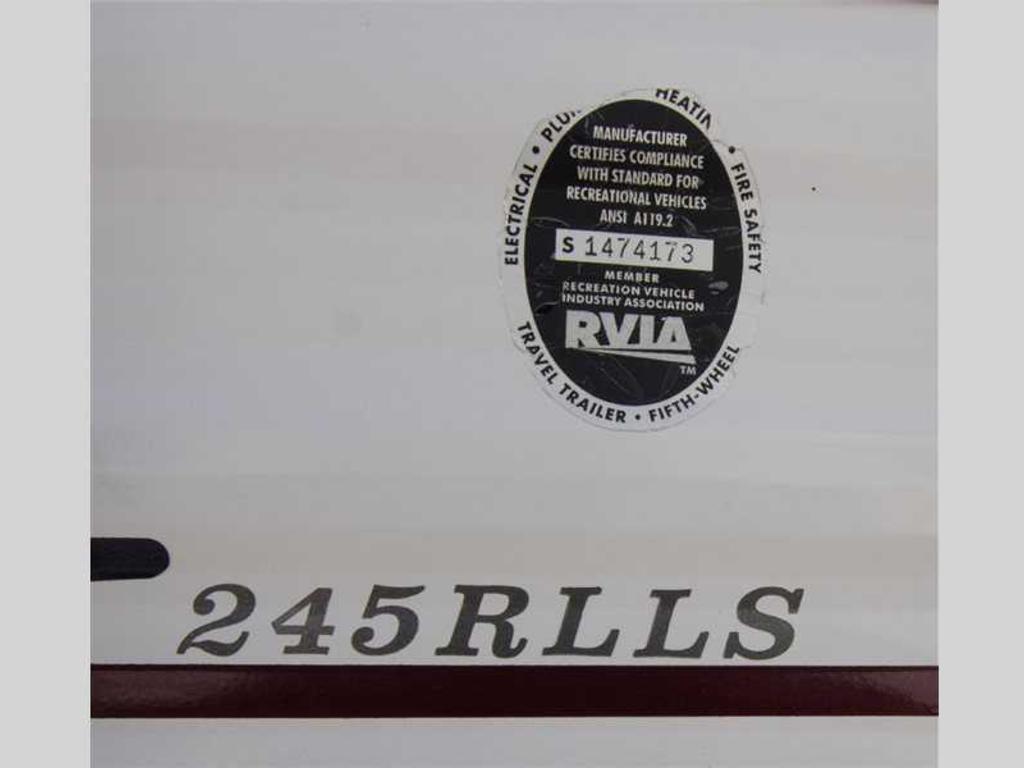 ELECTRICAL • PLU
HEATIN
• FIRE SAFETY
MANUFACTURER
CERTIFIES COMPLIANCE
WITH STANDARD FOR
RECREATIONAL VEHICLES
ANSI A119.2
S 1474173
MEMBER
RECREATION VEHICLE
INDUSTRY ASSOCIATION
RVIA
TM
TRAVEL TRAILER • FIFTH-WHEEL
245RLLS